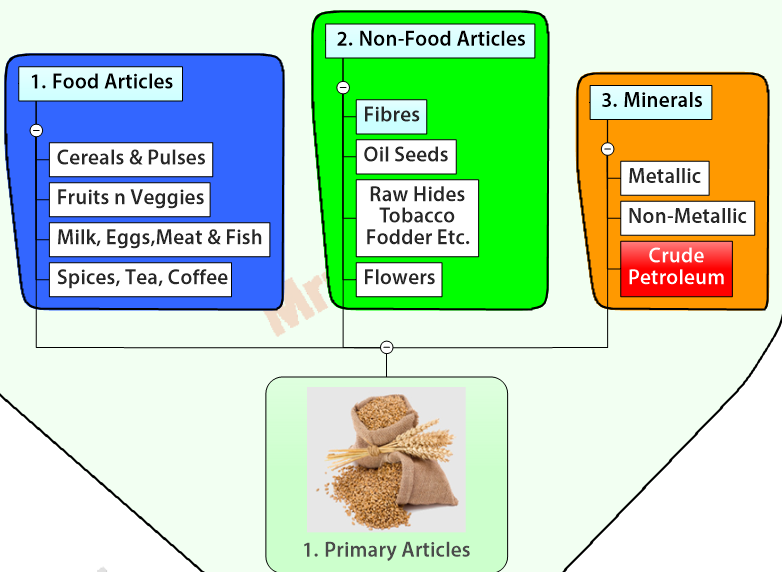 1. Food Articles
Cereals & Pulses
Fruits n Veggies
Milk, Eggs,Meat & Fish
Spices, Tea, Coffee
2. Non-Food Articles
Fibres
Oil Seeds
Raw Hides
Tobacco
Fodder Etc.
Flowers
3. Minerals
Metallic
Non-Metallic
Crude
Petroleum
1. Primary Articles